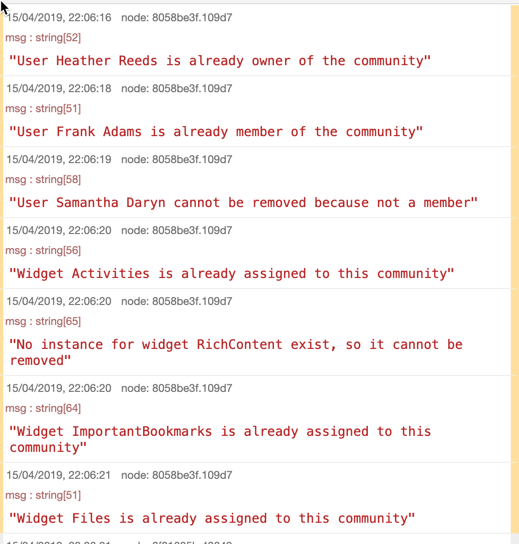 15/04/2019, 22:06:16 node: 8058be3f.109d7
msg : string[52]
"User Heather Reeds is already owner of the community"
15/04/2019, 22:06:18 node: 8058be3f.109d7
msg : string[51]
"User Frank Adams is already member of the community"
15/04/2019, 22:06:19 node: 8058be3f.109d7
msg : string[58]
"User Samantha Daryn cannot be removed because not a member"
15/04/2019, 22:06:20 node: 8058be3f.109d7
msg : string[56]
"Widget Activities is already assigned to this community"
15/04/2019, 22:06:20 node: 8058be3f.109d7
msg : string[65]
"No instance for widget RichContent exist, so it cannot be
removed"
15/04/2019, 22:06:20 node: 8058be3f.109d7
msg : string[64]
"Widget ImportantBookmarks is already assigned to this
community"
15/04/2019, 22:06:21 node: 8058be3f.109d7
msg : string[51]
"Widget Files is already assigned to this community"